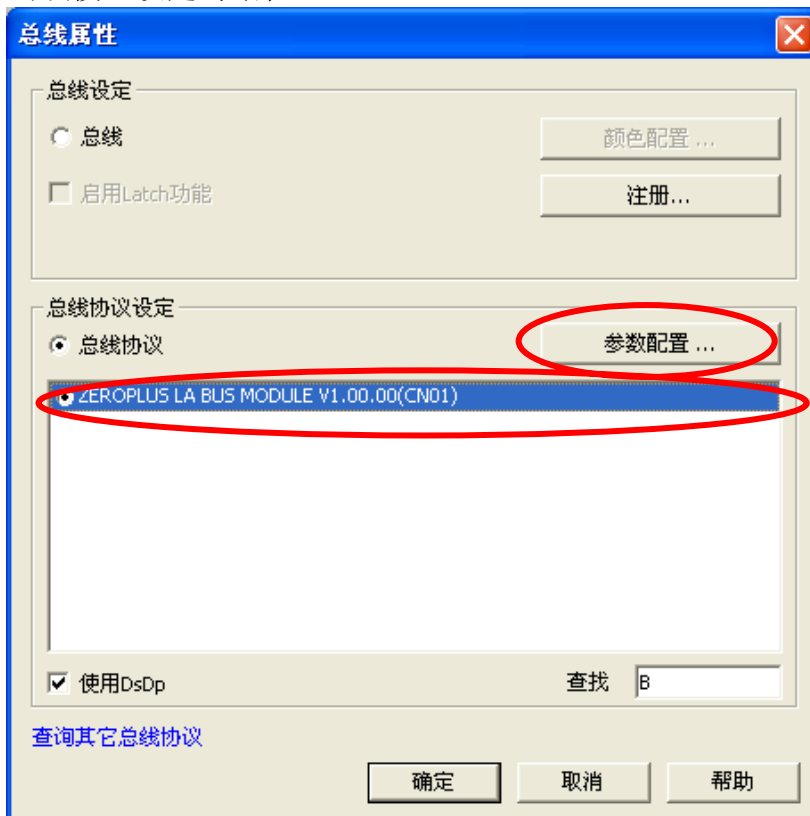 总线属性
总线设定
总线
颜色配置 ...
启用Latch功能
注册...
总线协议设定
总线协议
参数配置 ...
ZEROPLUS LA BUS MODULE V1.00.00(CN01)
使用DsDp
查找 B
查询其它总线协议
确定 取消 帮助